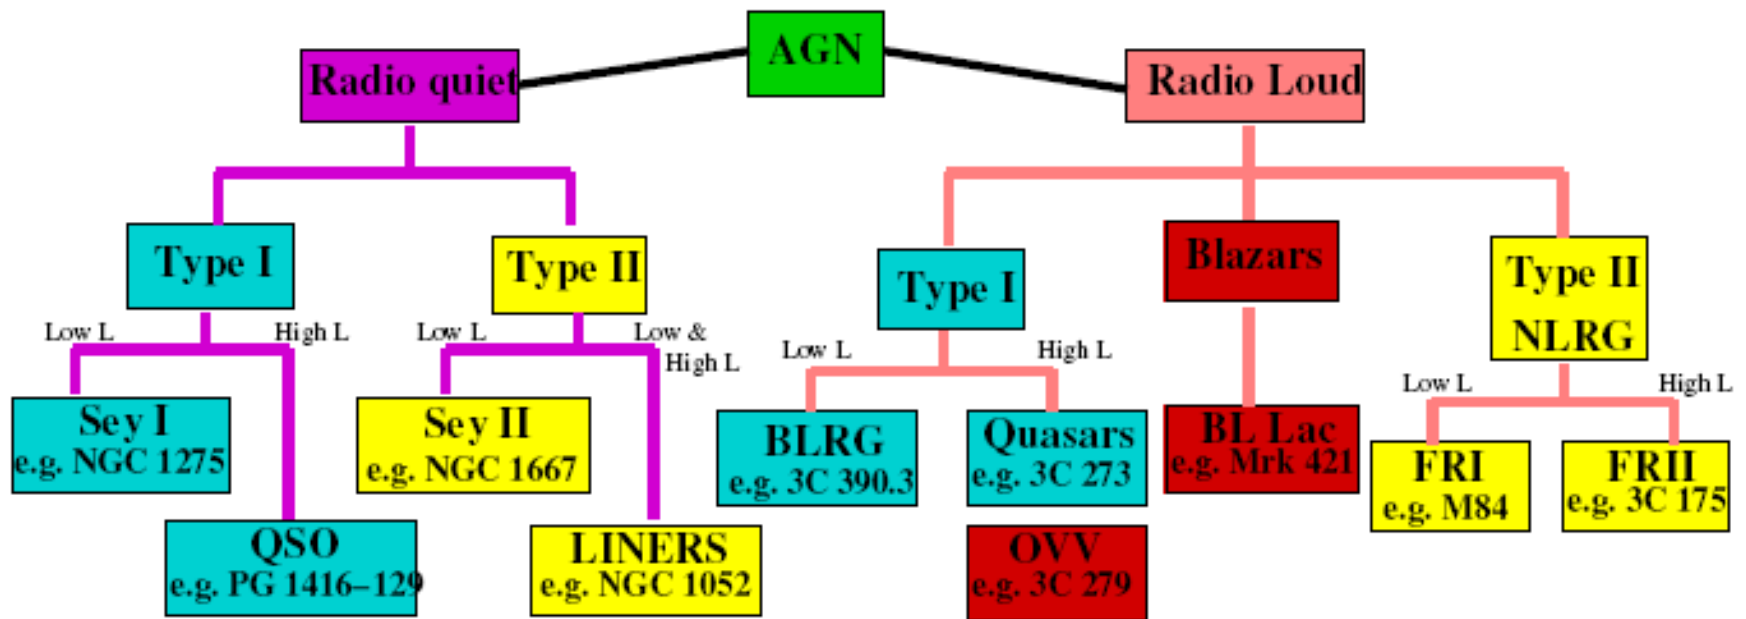 AGN
Radio quiet
Radio Loud
Type I
Type II
Type I
Blazars
Type II
NLRG
Low L
High L
Low L
Low &
High L
Low L
High L
Low L
High L
Sey I
e.g. NGC 1275
QSO
e.g. PG 1416-129
Sey II
e.g. NGC 1667
LINERS
e.g. NGC 1052
BLRG
e.g. 3C 390.3
Quasars
e.g. 3C 273
OVV
e.g. 3C 279
BL Lac
e.g. Mrk 421
FRI
e.g. M84
FRII
e.g. 3C 175